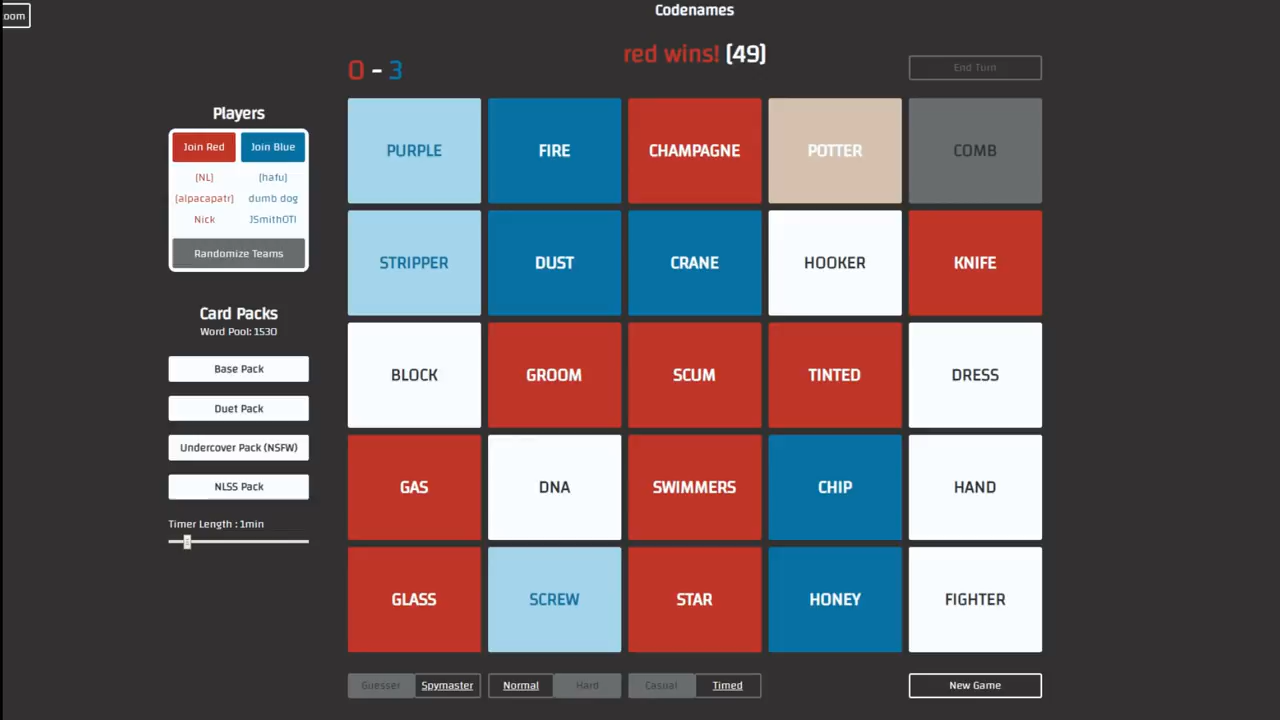 oom
Codenames
red wins! [49]
0 - 3
End Turn
Players
Join Red Join Blue
[NL] [hafu]
[alpacapatr] dumb dog
Nick JSmithOTI
Randomize Teams
Card Packs
Word Pool: 1530
Base Pack
Duet Pack
Undercover Pack (NSFW)
NLSS Pack
Timer Length : 1min
PURPLE FIRE CHAMPAGNE POTTER COMB
STRIPPER DUST CRANE HOOKER KNIFE
BLOCK GROOM SCUM TINTED DRESS
GAS DNA SWIMMERS CHIP HAND
GLASS SCREW STAR HONEY FIGHTER
Guesser Spymaster Normal Hard Casual Timed New Game